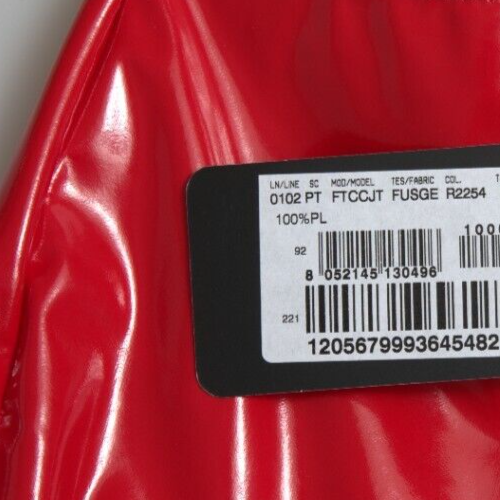 LN/LINE SC MOD/MODEL TES/FABRIC COL. T
0102 PT FTCCJT FUSGE R2254
100%PL
100
92
8 052145 130496
221
1205679993645482